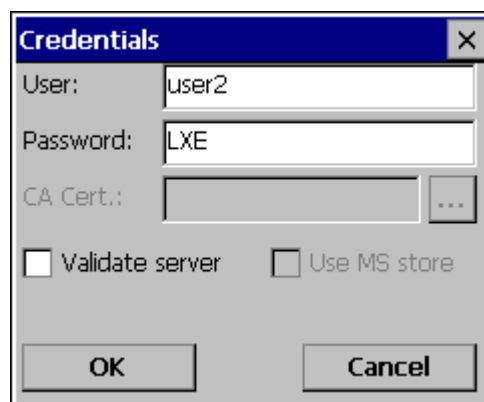 Credentials
User: user2
Password: LXE
CA Cert.: ...
Validate server Use MS store
OK Cancel